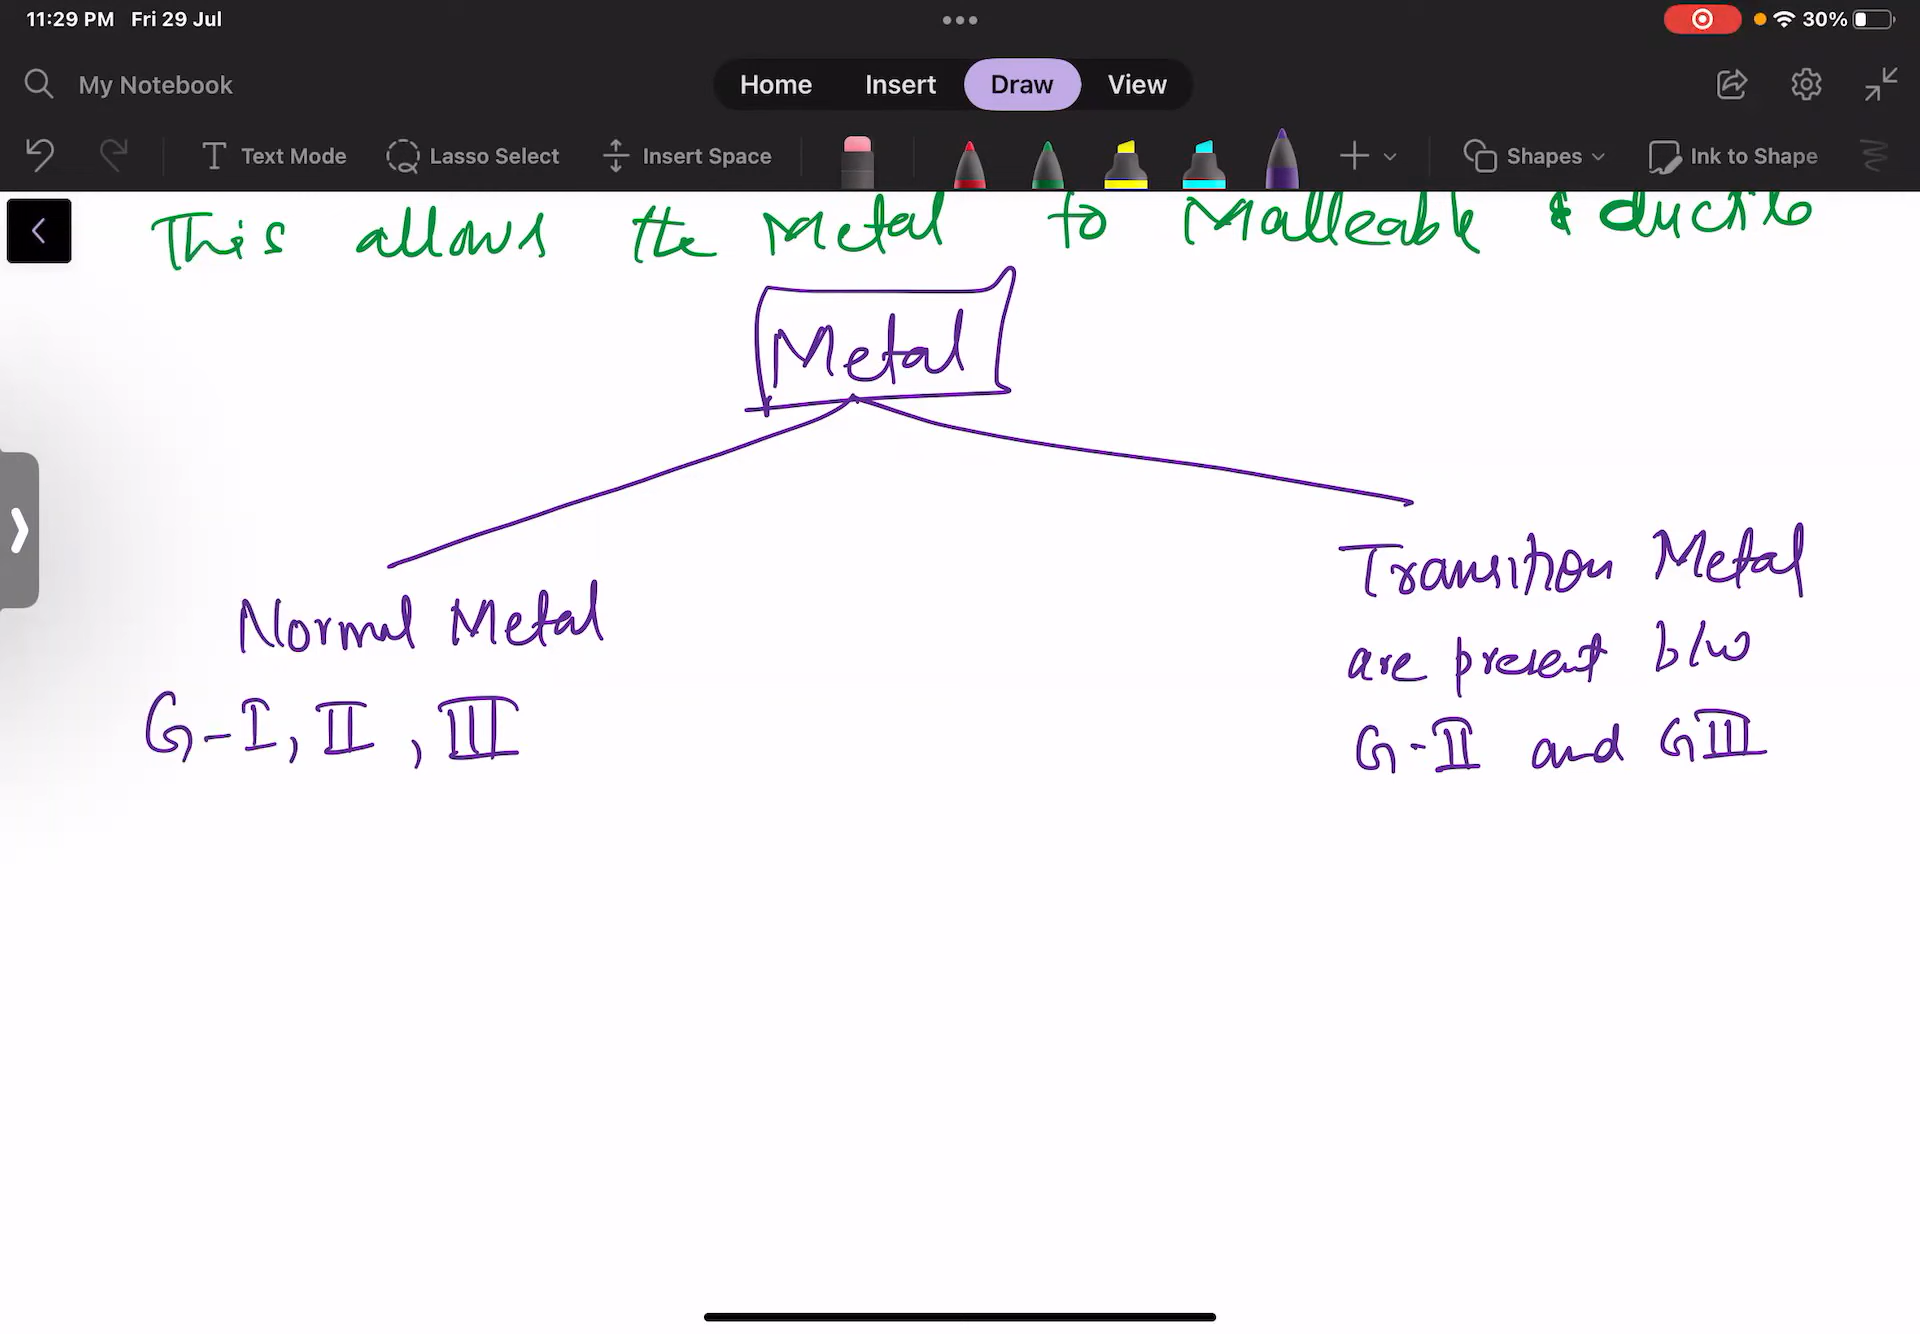 11:29 PM Fri 29 Jul
30%
My Notebook
Home Insert Draw View
Text Mode Lasso Select Insert Space Shapes Ink to Shape
This allows the Metal to Malleable & ductile
Metal
Normal Metal
G-I, II, III
Transition Metal
are present b/w
G-II and GIII